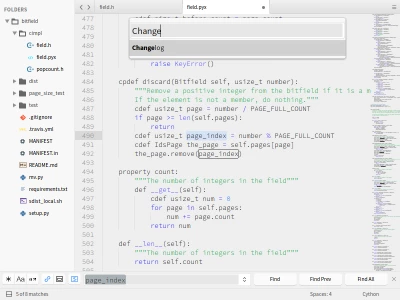 FOLDERS
bitfield
cimpl
field.h
field.pyx
popcount.h
dist
page_size_test
test
.gitignore
.travis.yml
MANIFEST
MANIFEST.in
README.md
mv.py
requirements.txt
sdist_local.sh
setup.py
field.h
field.pyx
Change
Changelog
477
482
raise KeyError()
483
484
cpdef discard(Bitfield self, usize_t number):
485
"""Remove a positive integer from the bitfield if it is a m
486
If the element is not a member, do nothing."""
487
cdef usize_t page = number / PAGE_FULL_COUNT
488
if page >= len(self.pages):
489
return
490
cdef usize_t page_index = number % PAGE_FULL_COUNT
491
cdef IdsPage the_page = self.pages[page]
492
the_page.remove(page_index)
493
494
property count:
495
"""The number of integers in the field"""
496
def __get__(self):
497
cdef usize_t num = 0
498
for page in self.pages:
499
num += page.count
500
return num
501
502
def __len__(self):
503
"""The number of integers in the field"""
504
return self.count
page_index
Find
Find Prev
Find All
5 of 8 matches
Spaces: 4
Cython